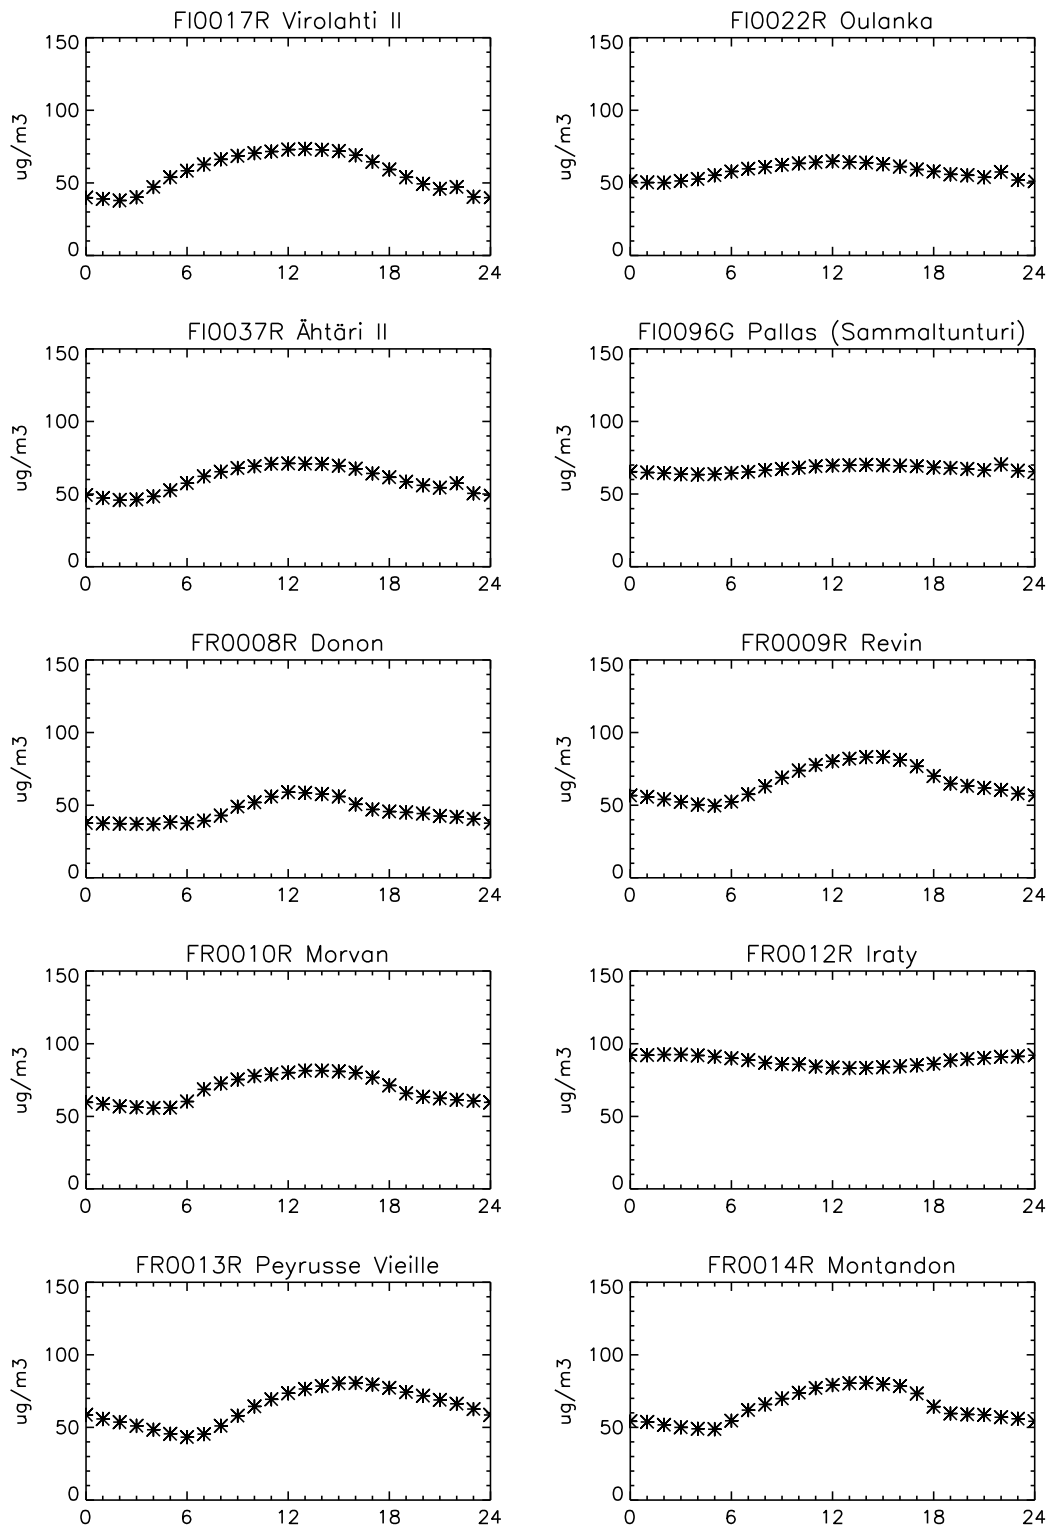 FI0017R Virolahti II
FI0022R Oulanka
150
100
50
0
ug/m3
0 6 12 18 24
150
100
50
0
ug/m3
0 6 12 18 24
FI0037R Ähtäri II
FI0096G Pallas (Sammaltunturi)
150
100
50
0
ug/m3
0 6 12 18 24
150
100
50
0
ug/m3
0 6 12 18 24
FR0008R Donon
FR0009R Revin
150
100
50
0
ug/m3
0 6 12 18 24
150
100
50
0
ug/m3
0 6 12 18 24
FR0010R Morvan
FR0012R Iraty
150
100
50
0
ug/m3
0 6 12 18 24
150
100
50
0
ug/m3
0 6 12 18 24
FR0013R Peyrusse Vieille
FR0014R Montandon
150
100
50
0
ug/m3
0 6 12 18 24
150
100
50
0
ug/m3
0 6 12 18 24